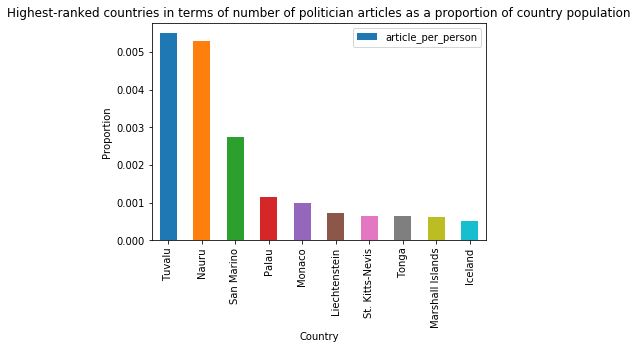 Highest-ranked countries in terms of number of politician articles as a proportion of country population
article_per_person
0.005
0.004
0.003
0.002
0.001
0.000
Proportion
Tuvalu
Nauru
San Marino
Palau
Monaco
Liechtenstein
St. Kitts-Nevis
Tonga
Marshall Islands
Iceland
Country